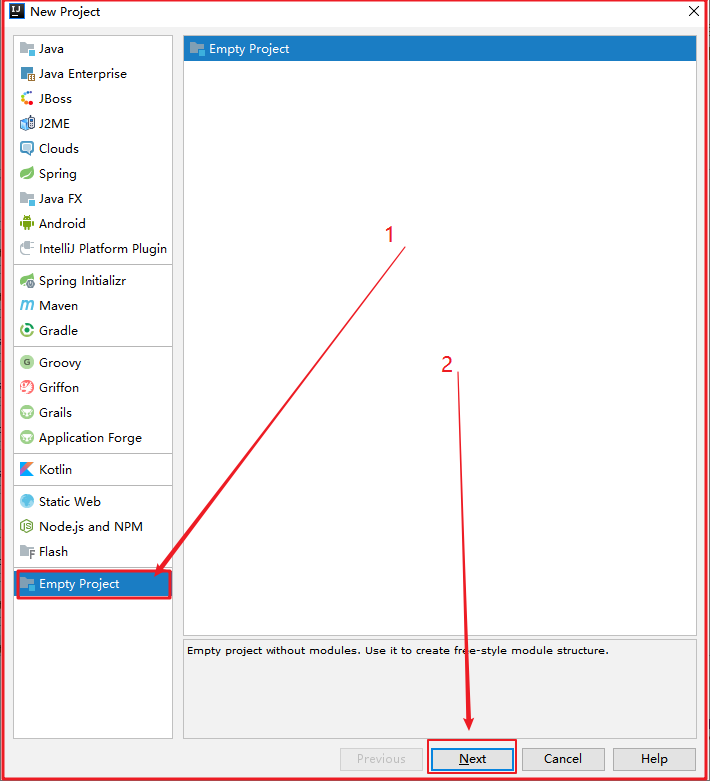 New Project
Java
Java Enterprise
JBoss
J2ME
Clouds
Spring
Java FX
Android
IntelliJ Platform Plugin
Spring Initializr
Maven
Gradle
Groovy
Griffon
Grails
Application Forge
Kotlin
Static Web
Node.js and NPM
Flash
Empty Project
Empty Project
1
2
Empty project without modules. Use it to create free-style module structure.
Previous Next Cancel Help